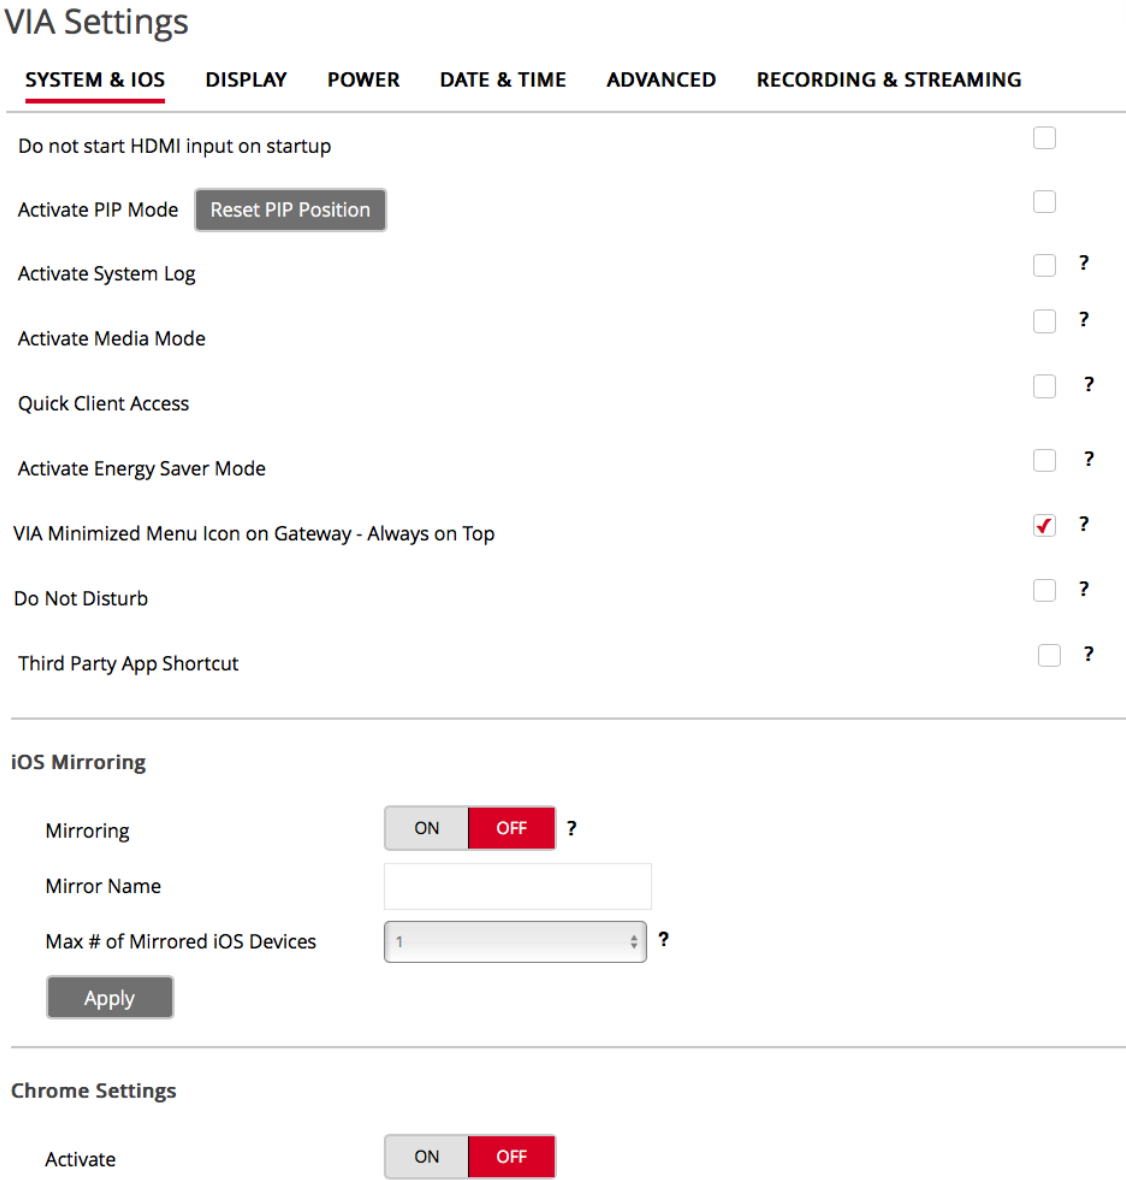 VIA Settings
SYSTEM & IOS DISPLAY POWER DATE & TIME ADVANCED RECORDING & STREAMING
Do not start HDMI input on startup
Activate PIP Mode Reset PIP Position
Activate System Log ?
Activate Media Mode ?
Quick Client Access ?
Activate Energy Saver Mode ?
VIA Minimized Menu Icon on Gateway - Always on Top ?
Do Not Disturb ?
Third Party App Shortcut ?
iOS Mirroring
Mirroring ON OFF ?
Mirror Name
Max # of Mirrored iOS Devices 1 ?
Apply
Chrome Settings
Activate ON OFF